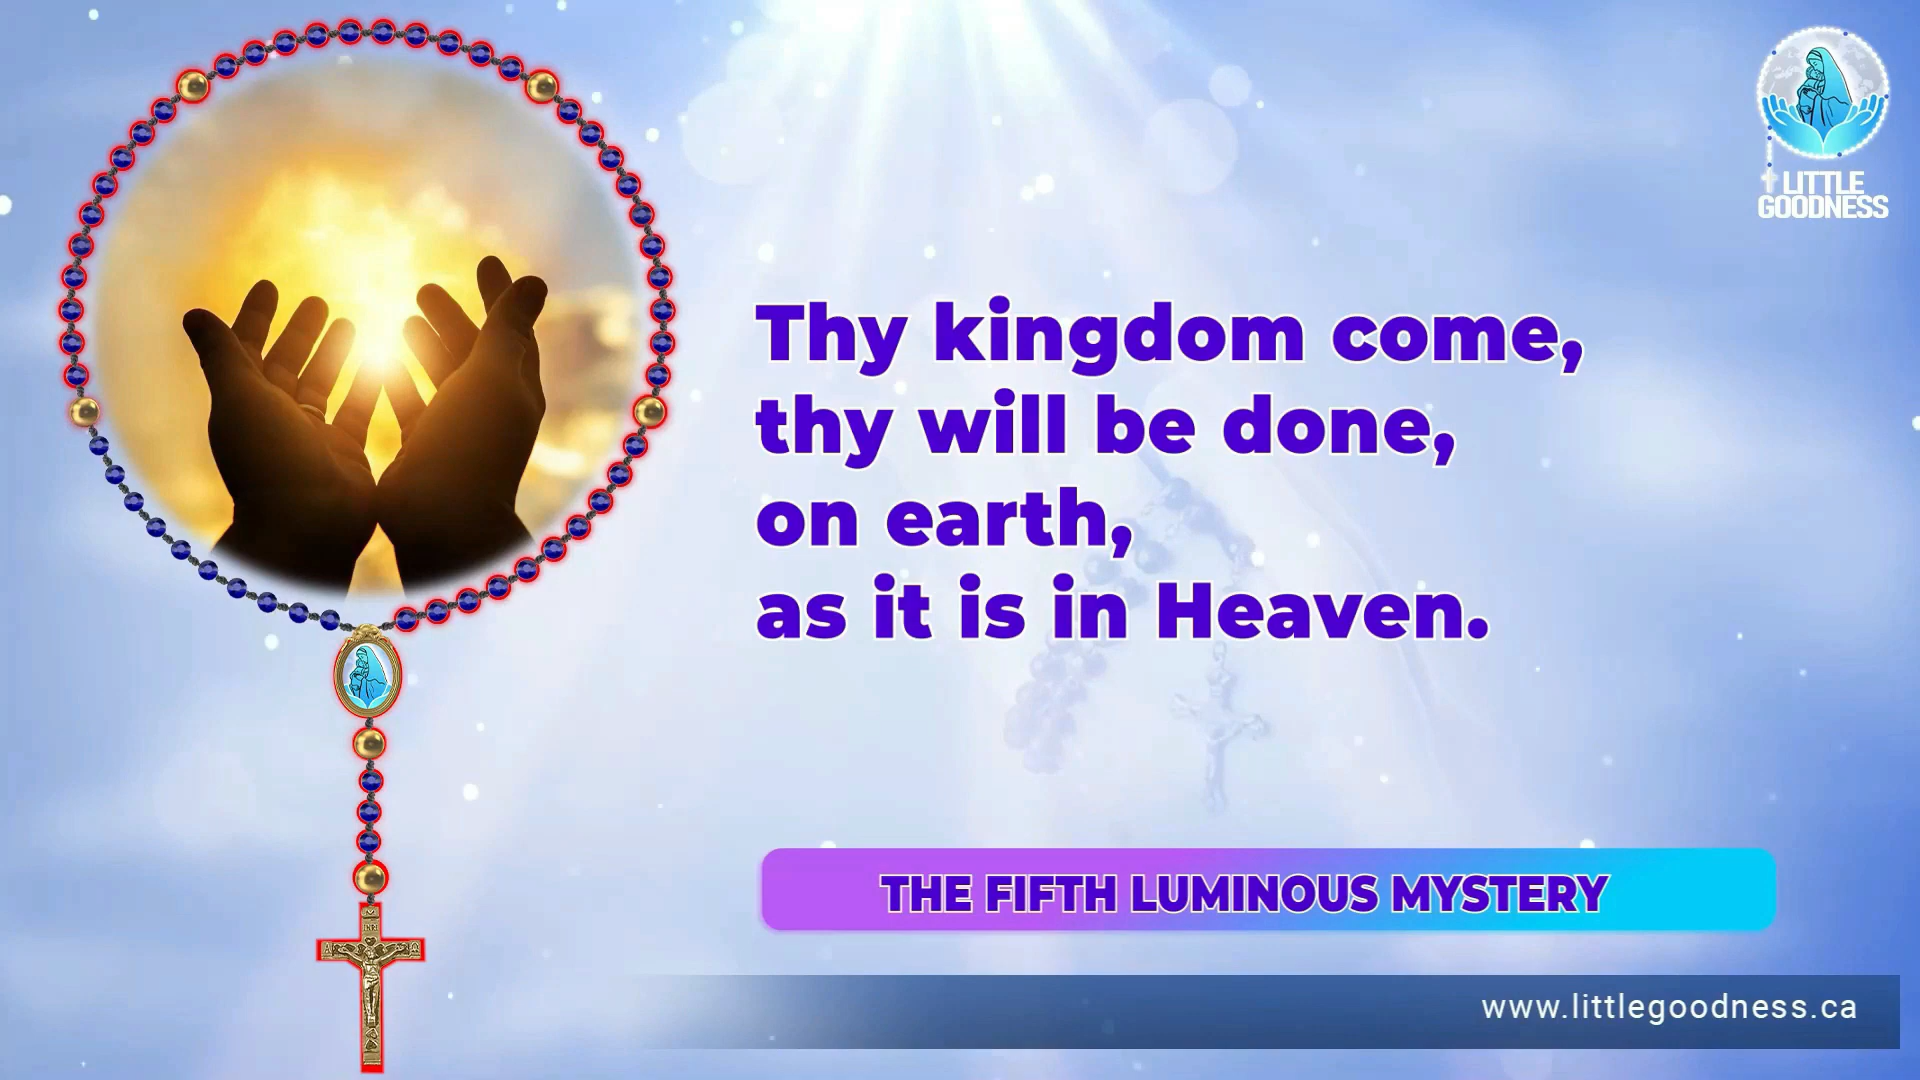 LITTLE
GOODNESS
Thy kingdom come,
thy will be done,
on earth,
as it is in Heaven.
THE FIFTH LUMINOUS MYSTERY
INRI
www.littlegoodness.ca